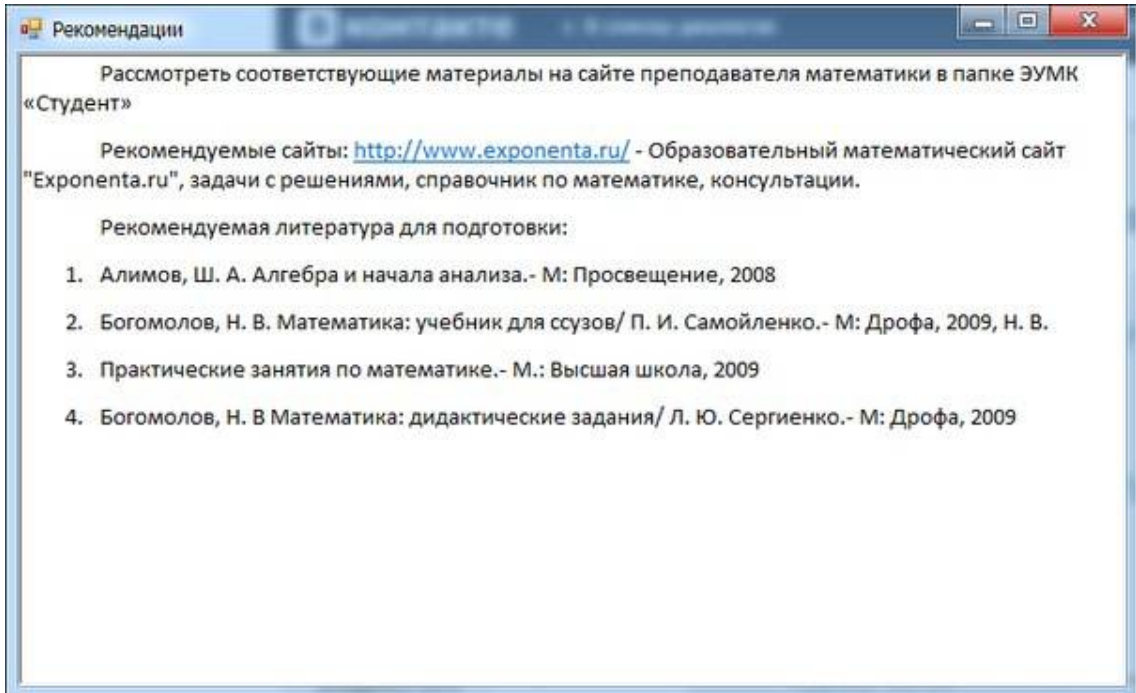 Рекомендации
Рассмотреть соответствующие материалы на сайте преподавателя математики в папке ЭУМК
«Студент»
Рекомендуемые сайты: http://www.exponenta.ru/ - Образовательный математический сайт
"Exponenta.ru", задачи с решениями, справочник по математике, консультации.
Рекомендуемая литература для подготовки:
1. Алимов, Ш. А. Алгебра и начала анализа.- М: Просвещение, 2008
2. Богомолов, Н. В. Математика: учебник для ссузов/ П. И. Самойленко.- М: Дрофа, 2009, Н. В.
3. Практические занятия по математике.- М.: Высшая школа, 2009
4. Богомолов, Н. В Математика: дидактические задания/ Л. Ю. Сергиенко.- М: Дрофа, 2009